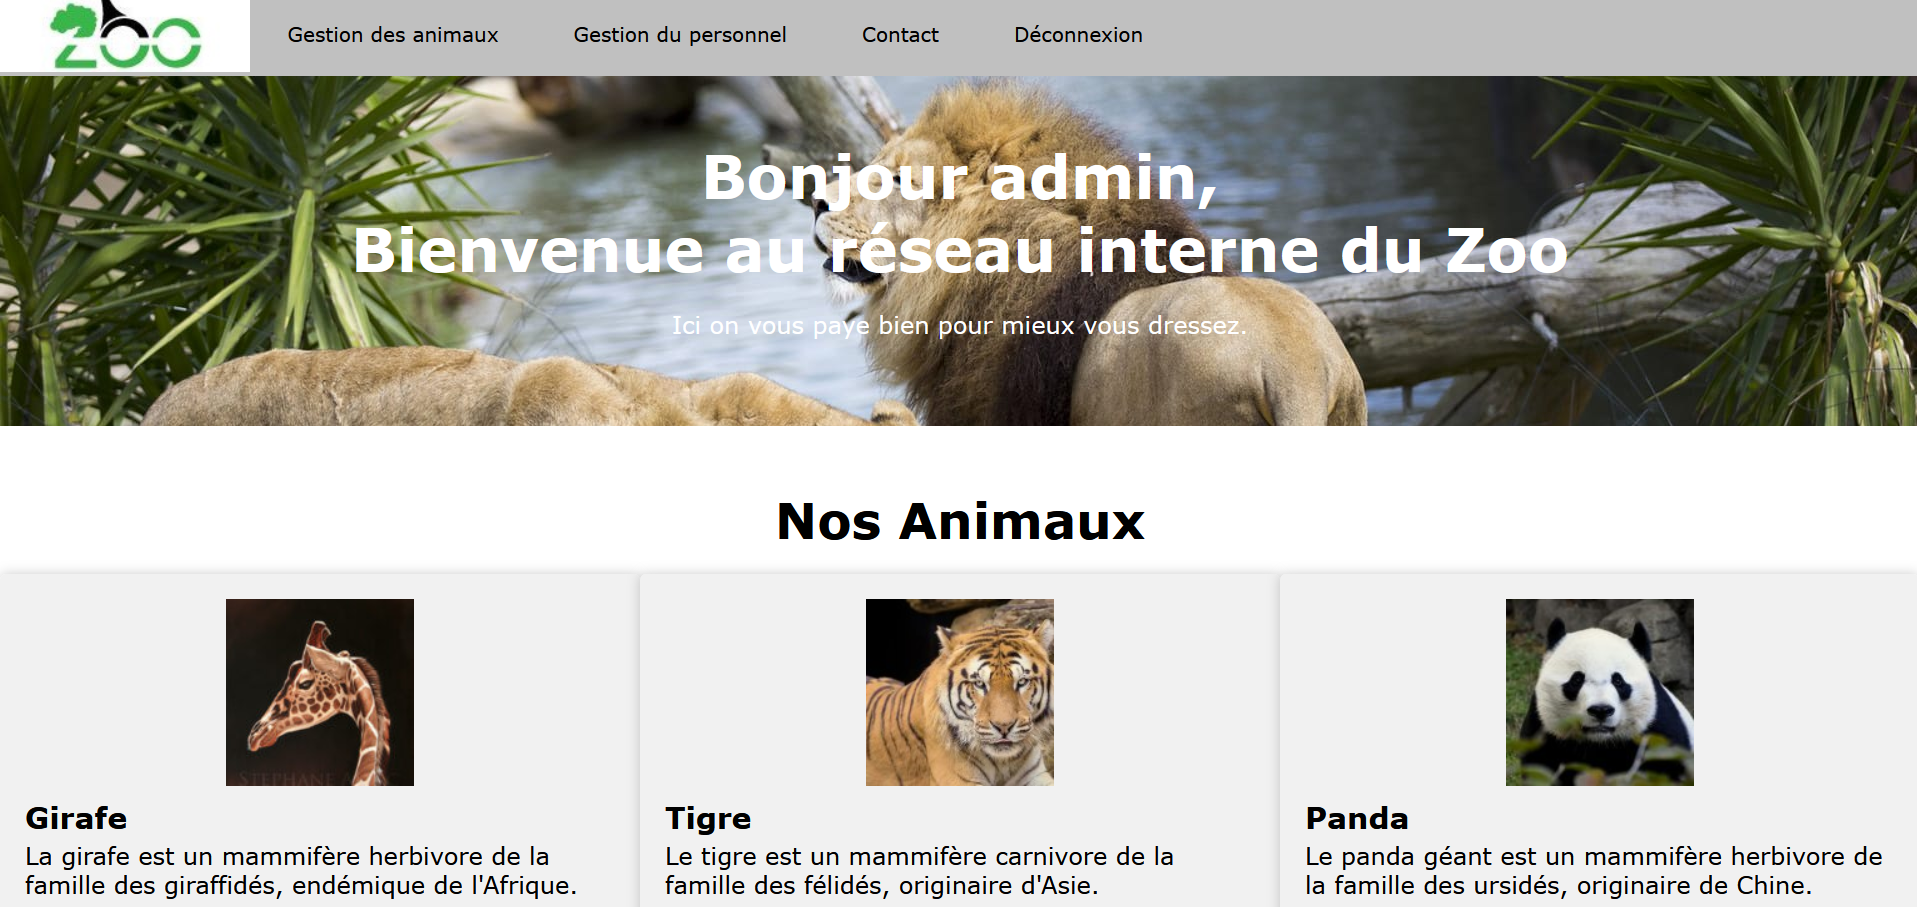 ZOO
Gestion des animaux
Gestion du personnel
Contact
Déconnexion
Bonjour admin,
Bienvenue au réseau interne du Zoo
Ici on vous paye bien pour mieux vous dressez.
Nos Animaux
STEPHANE
Girafe
La girafe est un mammifère herbivore de la
famille des giraffidés, endémique de l'Afrique.
Tigre
Le tigre est un mammifère carnivore de la
famille des félidés, originaire d'Asie.
Panda
Le panda géant est un mammifère herbivore de
la famille des ursidés, originaire de Chine.